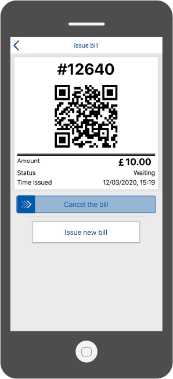 Issue bill
#12640
Amount £ 10.00
Status Waiting
Time issued 12/03/2020, 15:19
Cancel the bill
Issue new bill